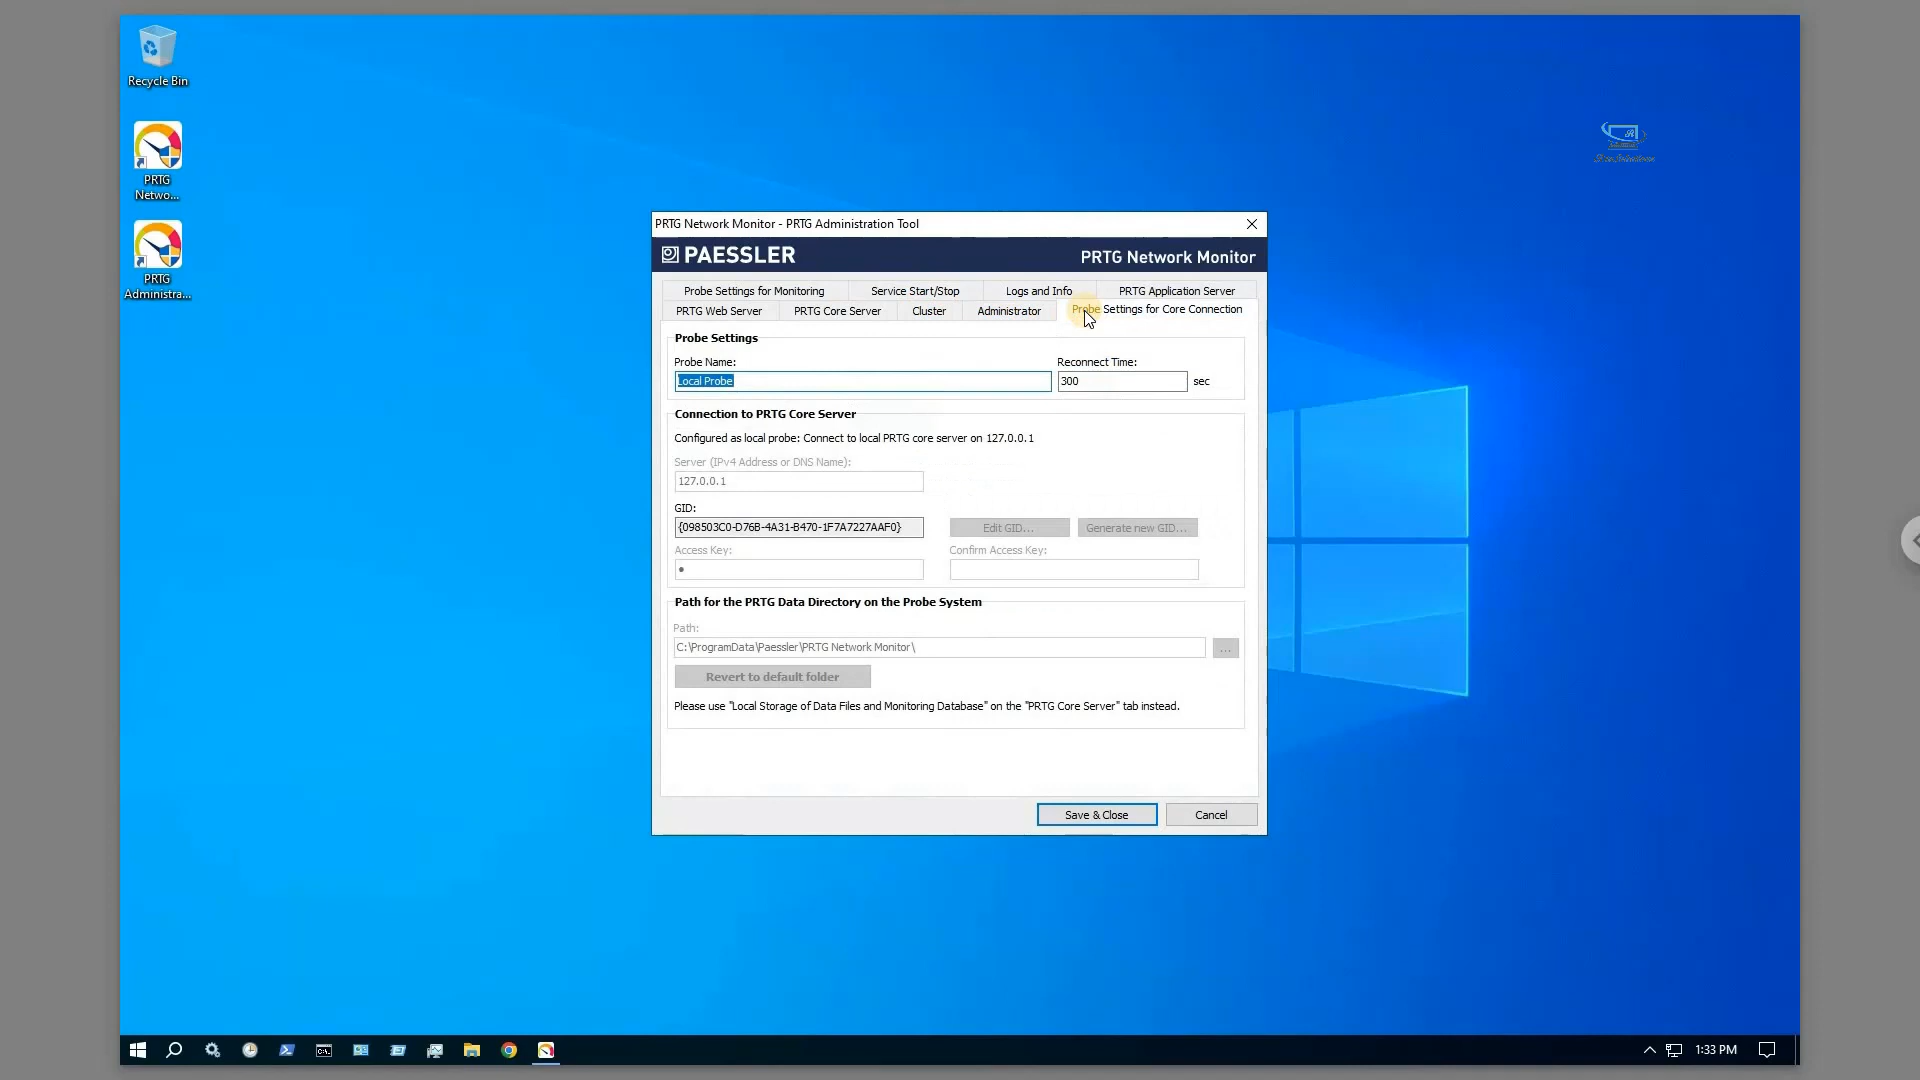 Recycle Bin
PRTG
Netwo...
PRTG
Administra...
PRTG Network Monitor - PRTG Administration Tool
PAESSLER
PRTG Network Monitor
Probe Settings for Monitoring
Service Start/Stop
Logs and Info
PRTG Application Server
PRTG Web Server
PRTG Core Server
Cluster
Administrator
Probe Settings for Core Connection
Probe Settings
Probe Name:
Reconnect Time:
Local Probe
300
sec
Connection to PRTG Core Server
Configured as local probe: Connect to local PRTG core server on 127.0.0.1
Server (IPv4 Address or DNS Name):
127.0.0.1
GID:
{098503C0-D76B-4A31-B470-1F7A7227AAF0}
Edit GID...
Generate new GID...
Access Key:
Confirm Access Key:
Path for the PRTG Data Directory on the Probe System
Path:
C:\ProgramData\Paessler\PRTG Network Monitor\
...
Revert to default folder
Please use "Local Storage of Data Files and Monitoring Database" on the "PRTG Core Server" tab instead.
Save & Close
Cancel
1:33 PM